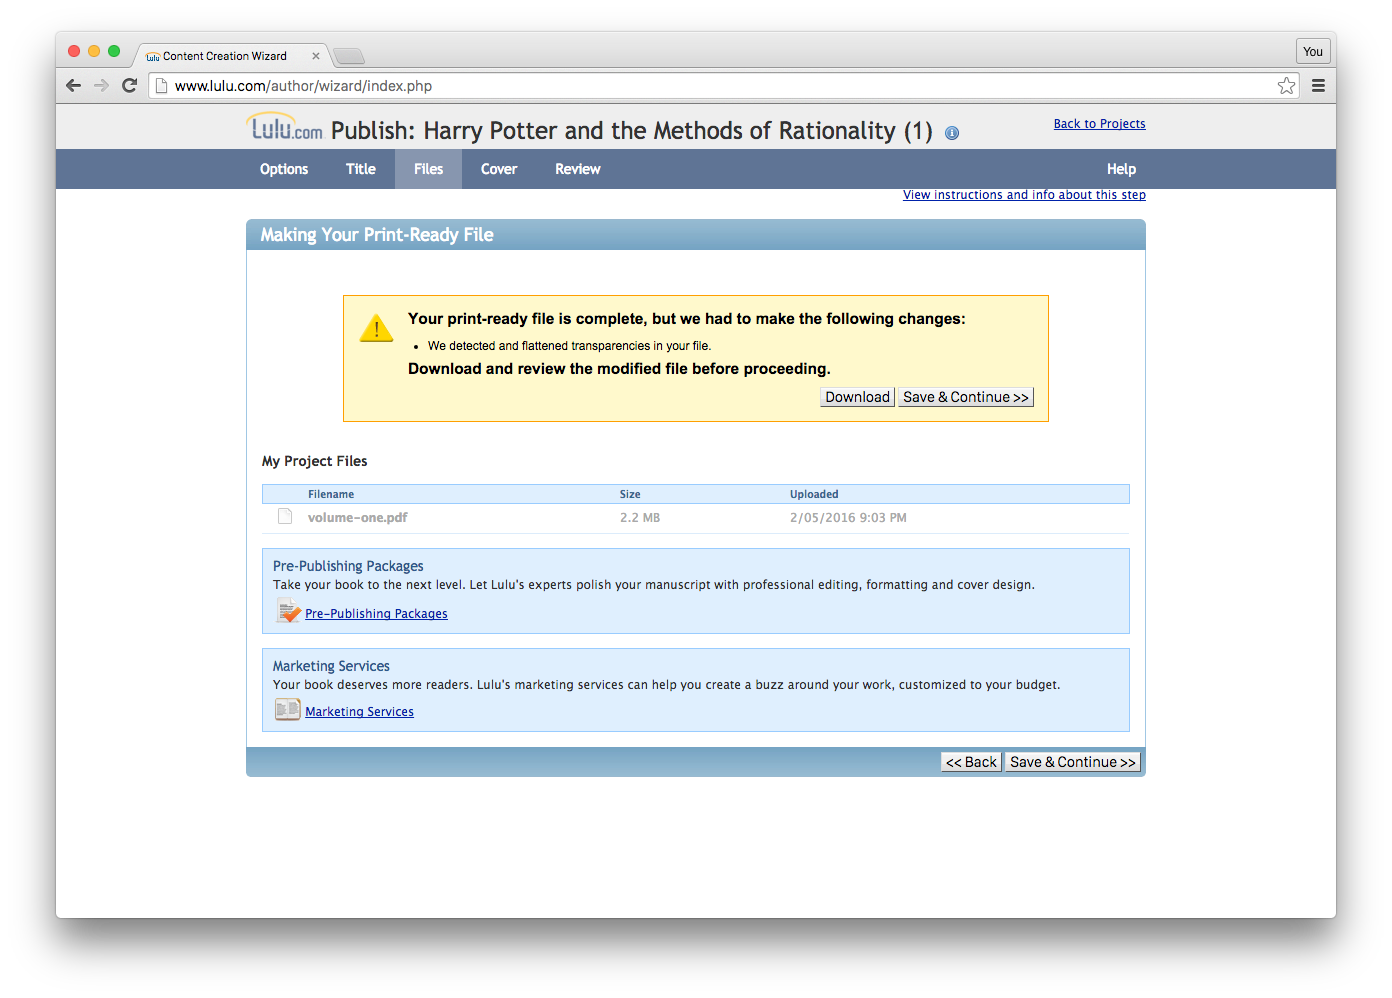 Content Creation Wizard
You
www.lulu.com/author/wizard/index.php
Lulu.com Publish: Harry Potter and the Methods of Rationality (1)
Back to Projects
Options Title Files Cover Review Help
View instructions and info about this step
Making Your Print-Ready File
Your print-ready file is complete, but we had to make the following changes:
• We detected and flattened transparencies in your file.
Download and review the modified file before proceeding.
Download Save & Continue >>
My Project Files
Filename Size Uploaded
volume-one.pdf 2.2 MB 2/05/2016 9:03 PM
Pre-Publishing Packages
Take your book to the next level. Let Lulu's experts polish your manuscript with professional editing, formatting and cover design.
Pre-Publishing Packages
Marketing Services
Your book deserves more readers. Lulu's marketing services can help you create a buzz around your work, customized to your budget.
Marketing Services
<< Back Save & Continue >>